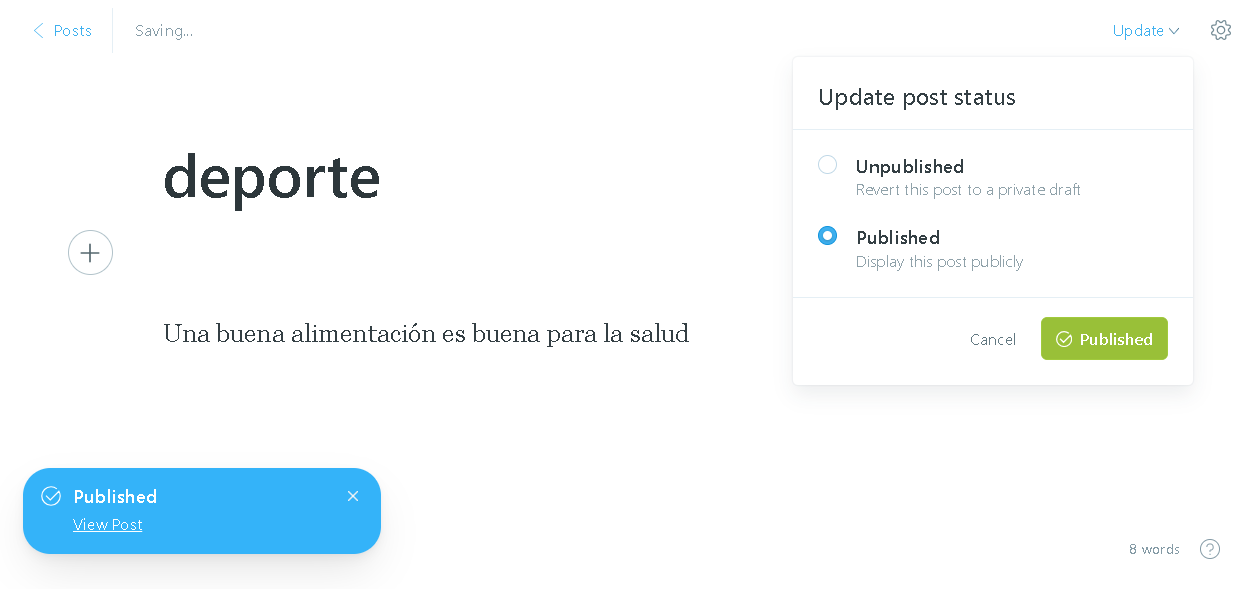 Posts
Saving...
Update
Update post status
deporte
Unpublished
Revert this post to a private draft
Published
Display this post publicly
Una buena alimentación es buena para la salud
Cancel
Published
Published
View Post
8 words
?